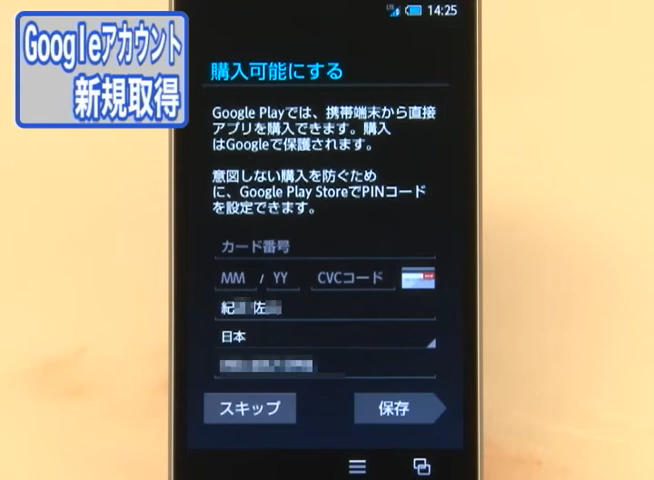 Googleアカウント
新規取得
LTE 14:25
購入可能にする
Google Playでは、携帯端末から直接
アプリを購入できます。購入
はGoogleで保護されます。
意図しない購入を防ぐため
に、Google Play StoreでPINコード
を設定できます。
カード番号
MM / YY CVCコード
紀 佐
日本
スキップ 保存